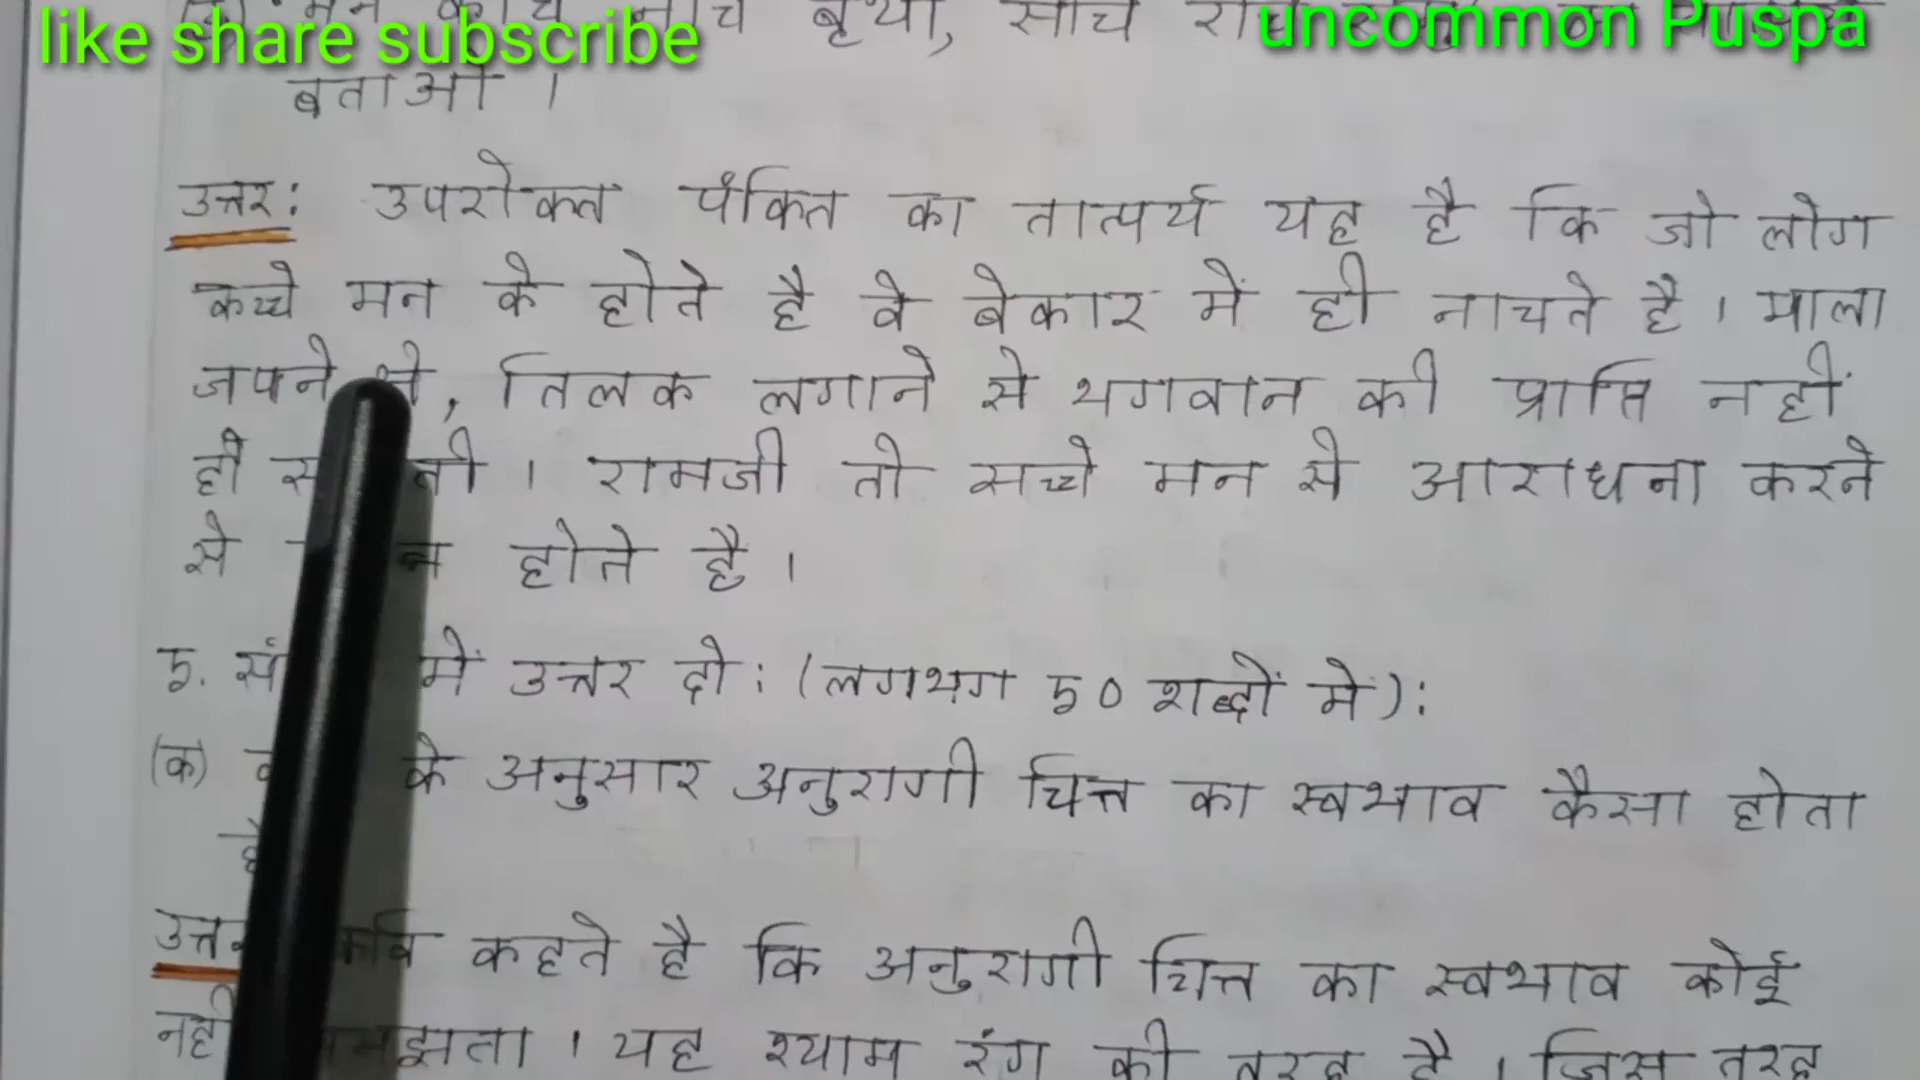 like share subscribe
uncommon Puspa
वृथा, साचै
बताओ ।
उत्तर: उपरोक्त पंक्ति का तात्पर्य यह है कि जो लोग
कच्चे मन के होते है वे बेकार में ही नाचते है । माला
जपने से, तिलक लगाने से भगवान की प्राप्ति नहीं
हो सकती । रामजी तो सच्चे मन से आराधना करने
से होते है ।
5. में उत्तर दो : (लगभग 50 शब्दों में) :
(क) के अनुसार अनुरागी चित्त का स्वभाव कैसा होता
है
उत्तर कवि कहते है कि अनुरागी चित्त का स्वभाव कोई
नहीं समझता । यह श्याम रंग की तरह है । जिस तरह